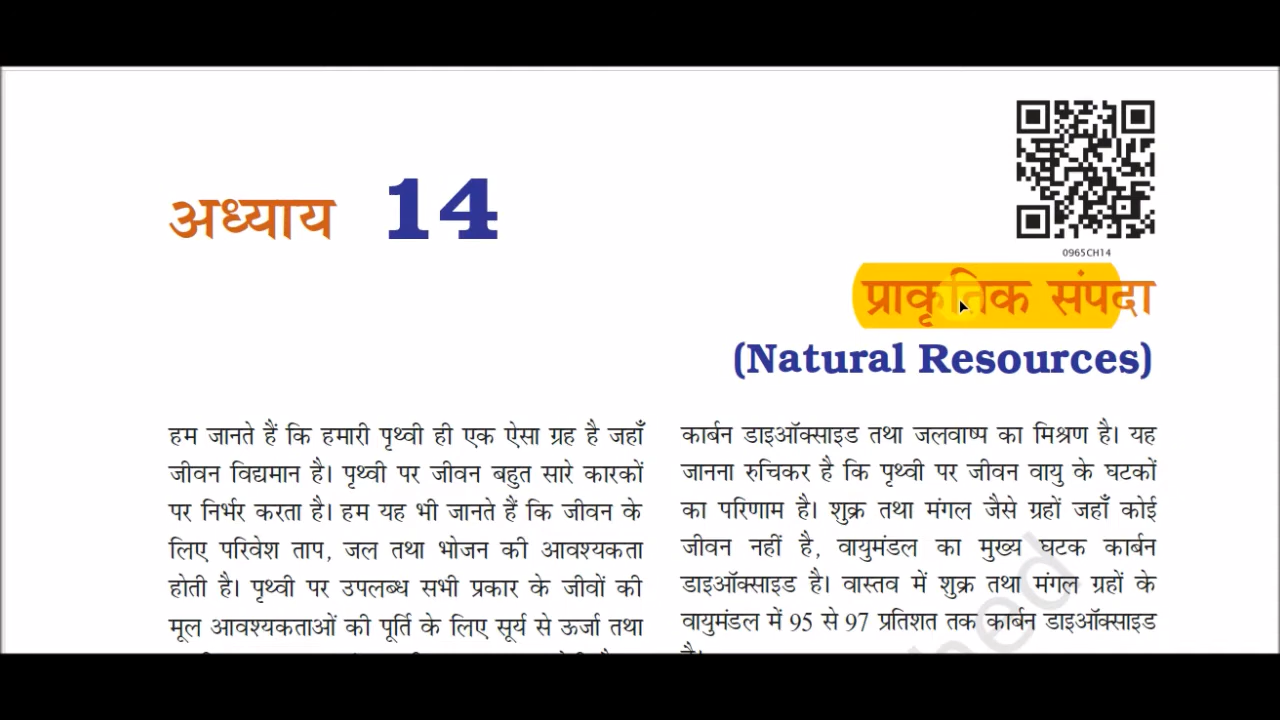 अध्याय 14
0965CH14
प्राकृतिक संपदा
(Natural Resources)
हम जानते हैं कि हमारी पृथ्वी ही एक ऐसा ग्रह है जहाँ
जीवन विद्यमान है। पृथ्वी पर जीवन बहुत सारे कारकों
पर निर्भर करता है। हम यह भी जानते हैं कि जीवन के
लिए परिवेश ताप, जल तथा भोजन की आवश्यकता
होती है। पृथ्वी पर उपलब्ध सभी प्रकार के जीवों की
मूल आवश्यकताओं की पूर्ति के लिए सूर्य से ऊर्जा तथा
कार्बन डाइऑक्साइड तथा जलवाष्प का मिश्रण है। यह
जानना रुचिकर है कि पृथ्वी पर जीवन वायु के घटकों
का परिणाम है। शुक्र तथा मंगल जैसे ग्रहों जहाँ कोई
जीवन नहीं है, वायुमंडल का मुख्य घटक कार्बन
डाइऑक्साइड है। वास्तव में शुक्र तथा मंगल ग्रहों के
वायुमंडल में 95 से 97 प्रतिशत तक कार्बन डाइऑक्साइड
है।